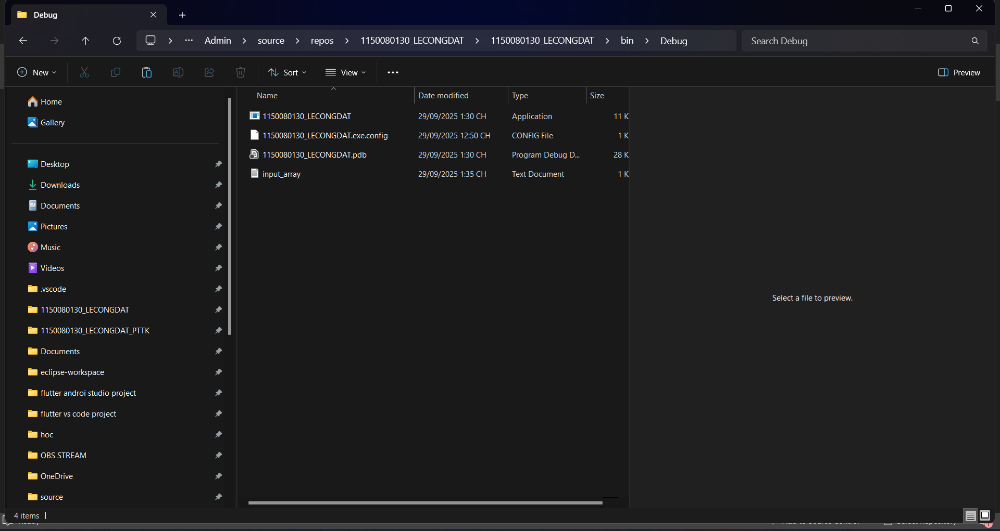 Debug
Admin > source > repos > 1150080130_LECONGDAT > 1150080130_LECONGDAT > bin > Debug
Search Debug
New
Sort
View
Preview
Home
Gallery
Desktop
Downloads
Documents
Pictures
Music
Videos
.vscode
1150080130_LECONGDAT
1150080130_LECONGDAT_PTTK
Documents
eclipse-workspace
flutter androi studio project
flutter vs code project
hoc
OBS STREAM
OneDrive
source
Name Date modified Type Size
1150080130_LECONGDAT 29/09/2025 1:30 CH Application 11 K
1150080130_LECONGDAT.exe.config 29/09/2025 12:50 CH CONFIG File 1 K
1150080130_LECONGDAT.pdb 29/09/2025 1:30 CH Program Debug D... 28 K
input_array 29/09/2025 1:35 CH Text Document 1 K
Select a file to preview.
4 items